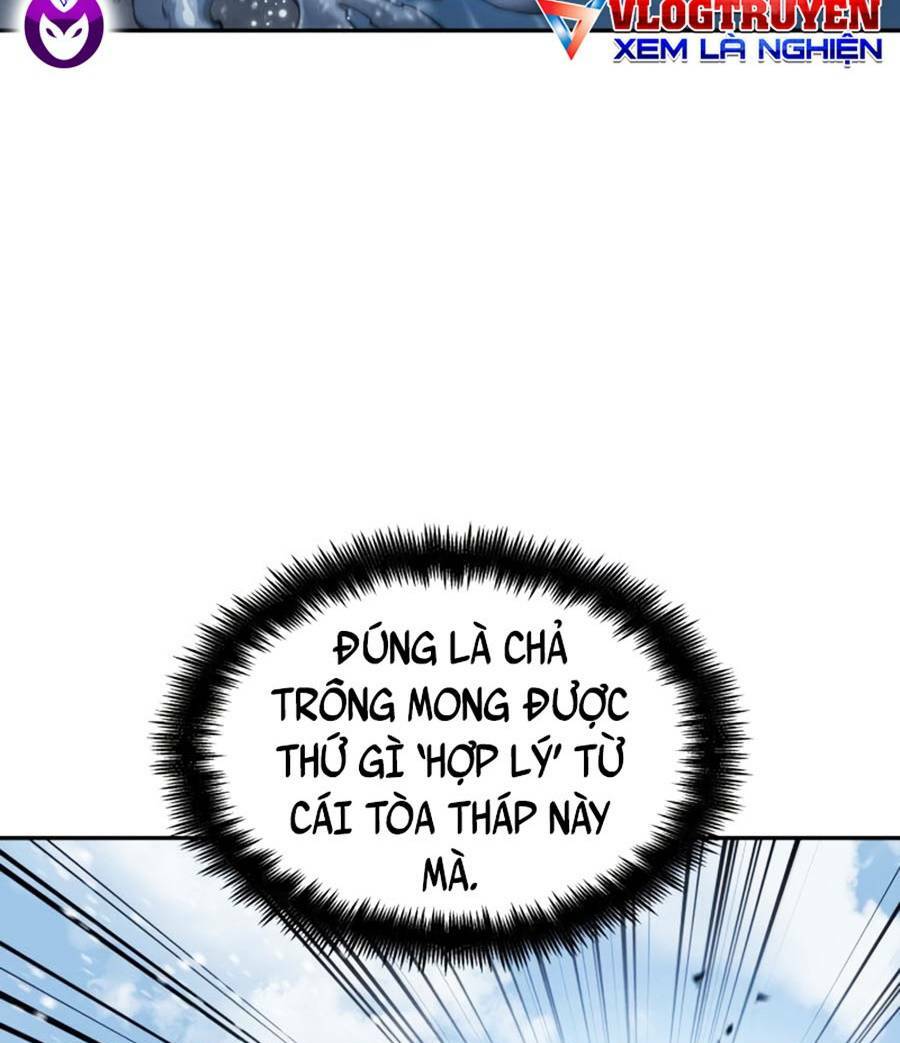 VLOGTRUYEN
XEM LÀ NGHIỆN
ĐÚNG LÀ CHẢ
TRÔNG MONG ĐƯỢC
THỨ GÌ 'HỢP LÝ' TỪ
CÁI TÒA THÁP NÀY
MÀ.